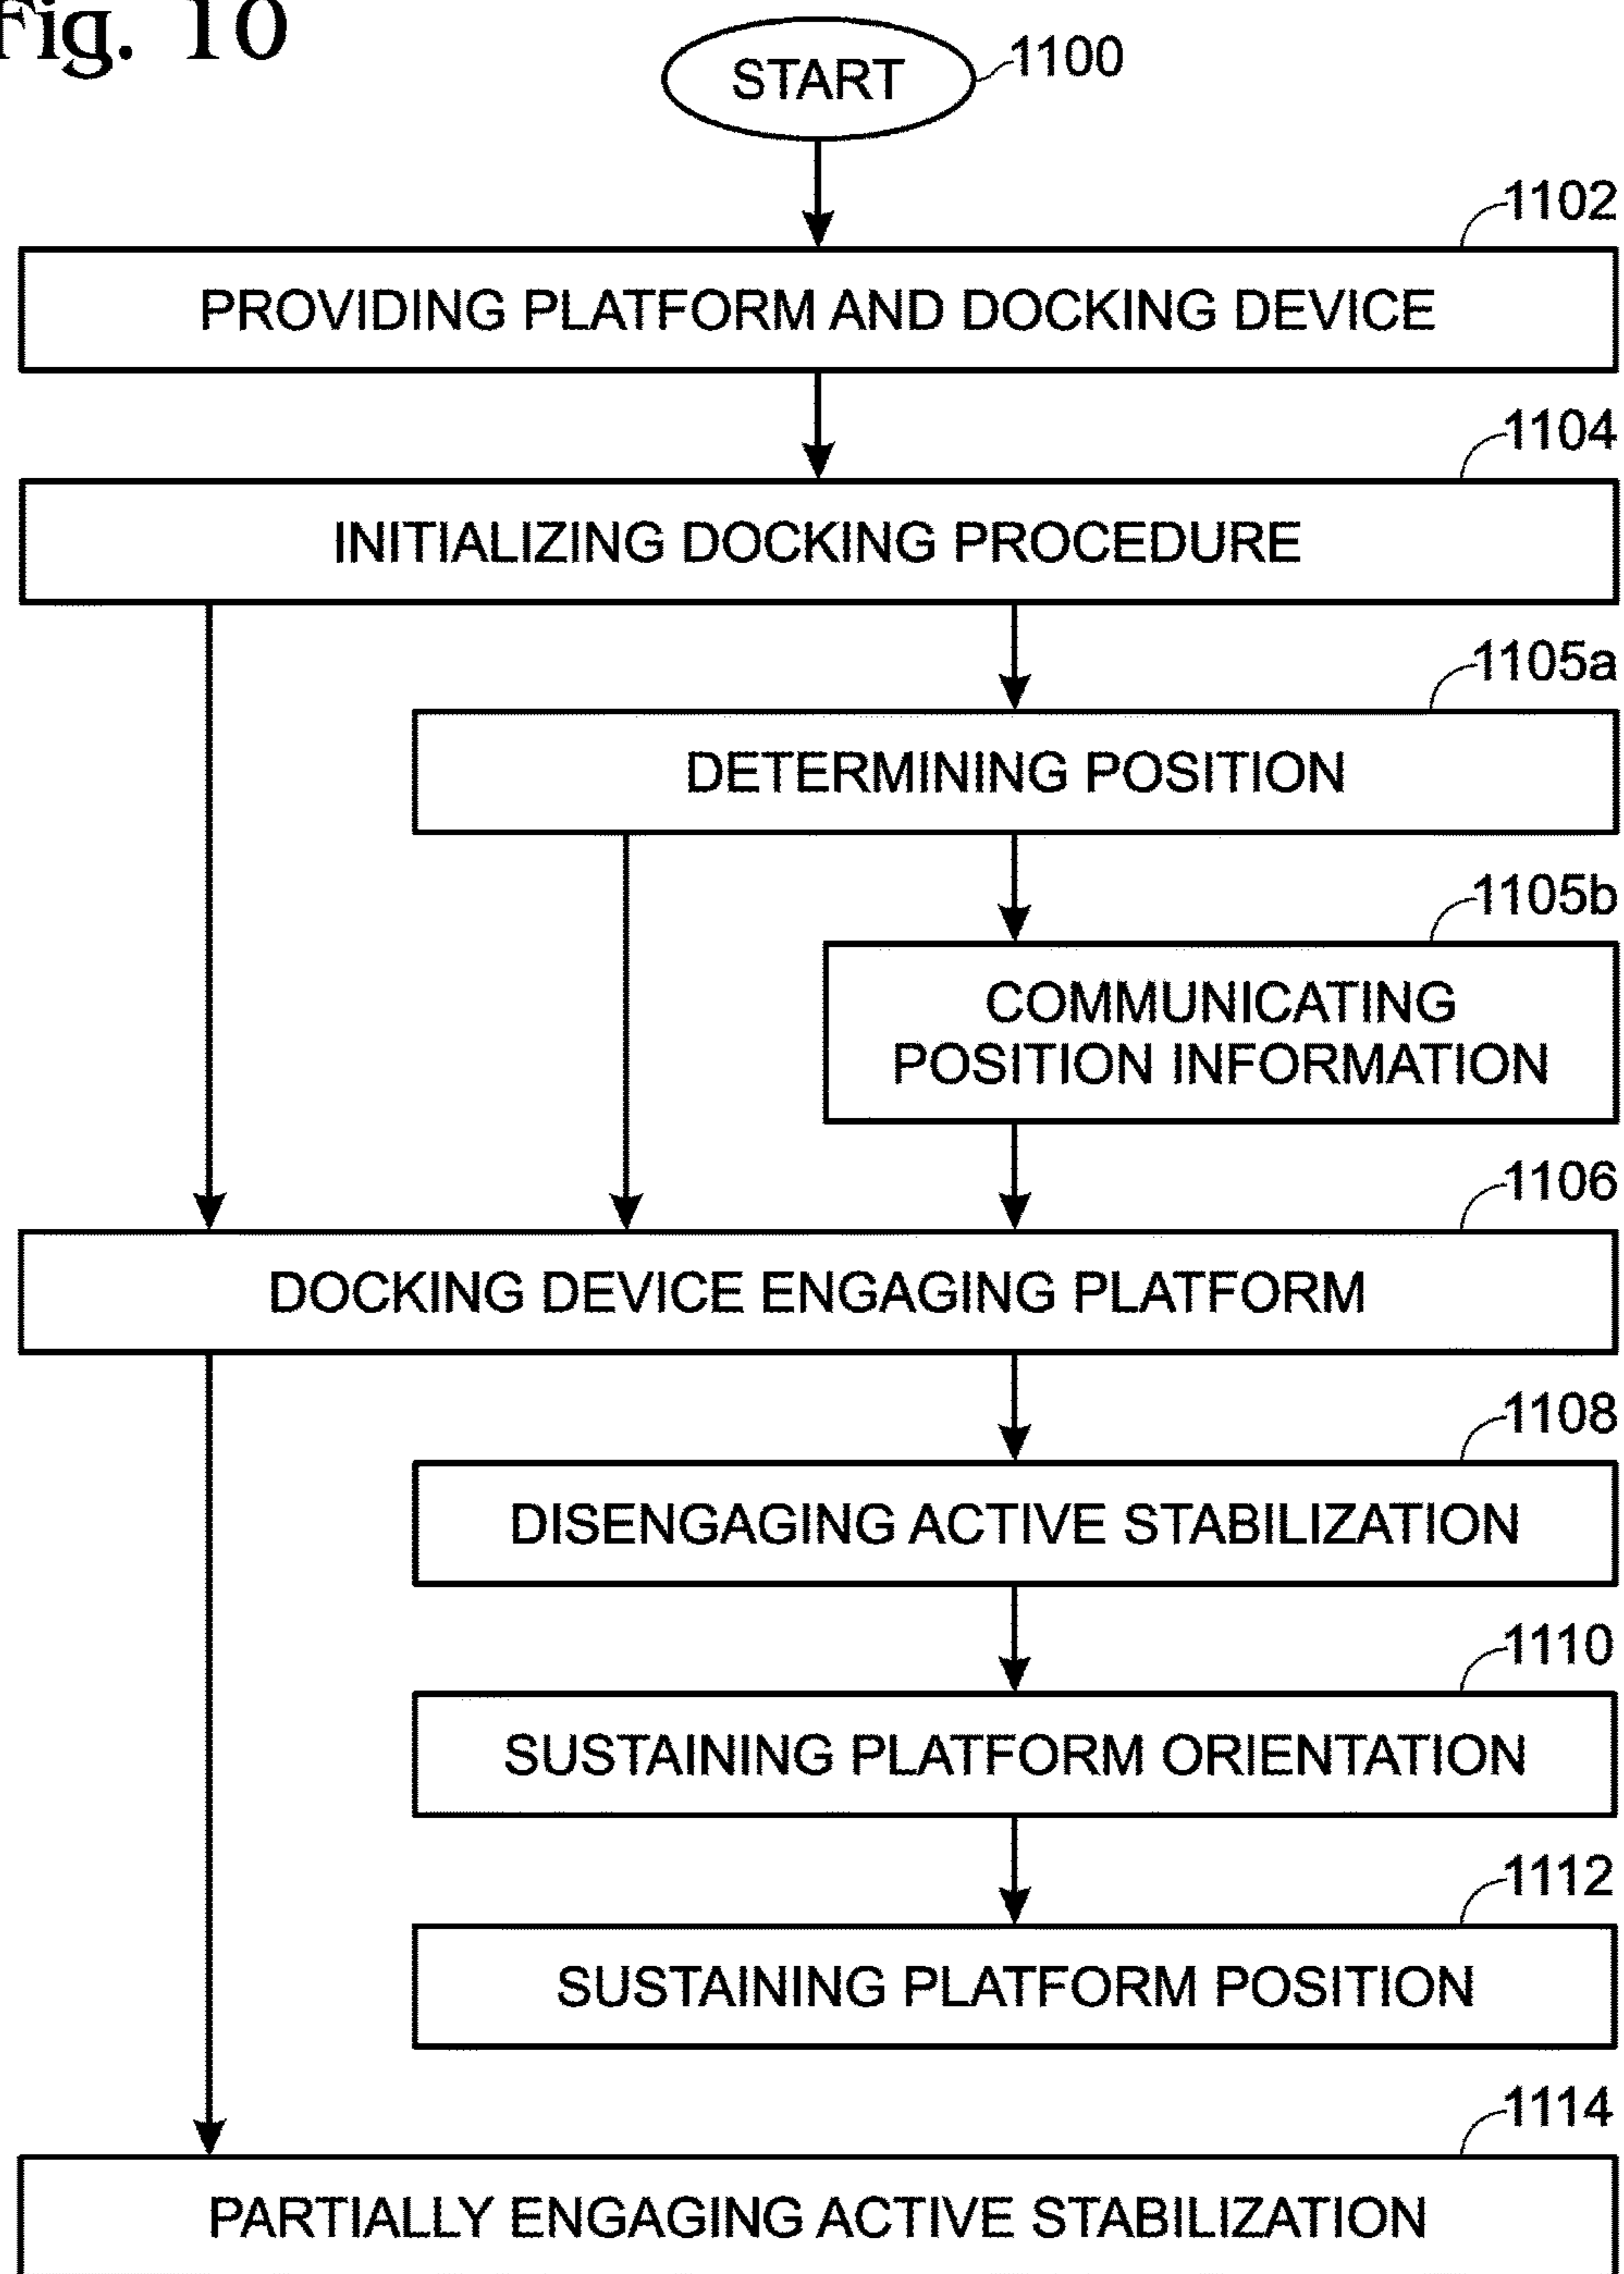 Fig. 10
START
1100
1102
PROVIDING PLATFORM AND DOCKING DEVICE
1104
INITIALIZING DOCKING PROCEDURE
1105a
DETERMINING POSITION
1105b
COMMUNICATING
POSITION INFORMATION
1106
DOCKING DEVICE ENGAGING PLATFORM
1108
DISENGAGING ACTIVE STABILIZATION
1110
SUSTAINING PLATFORM ORIENTATION
1112
SUSTAINING PLATFORM POSITION
1114
PARTIALLY ENGAGING ACTIVE STABILIZATION